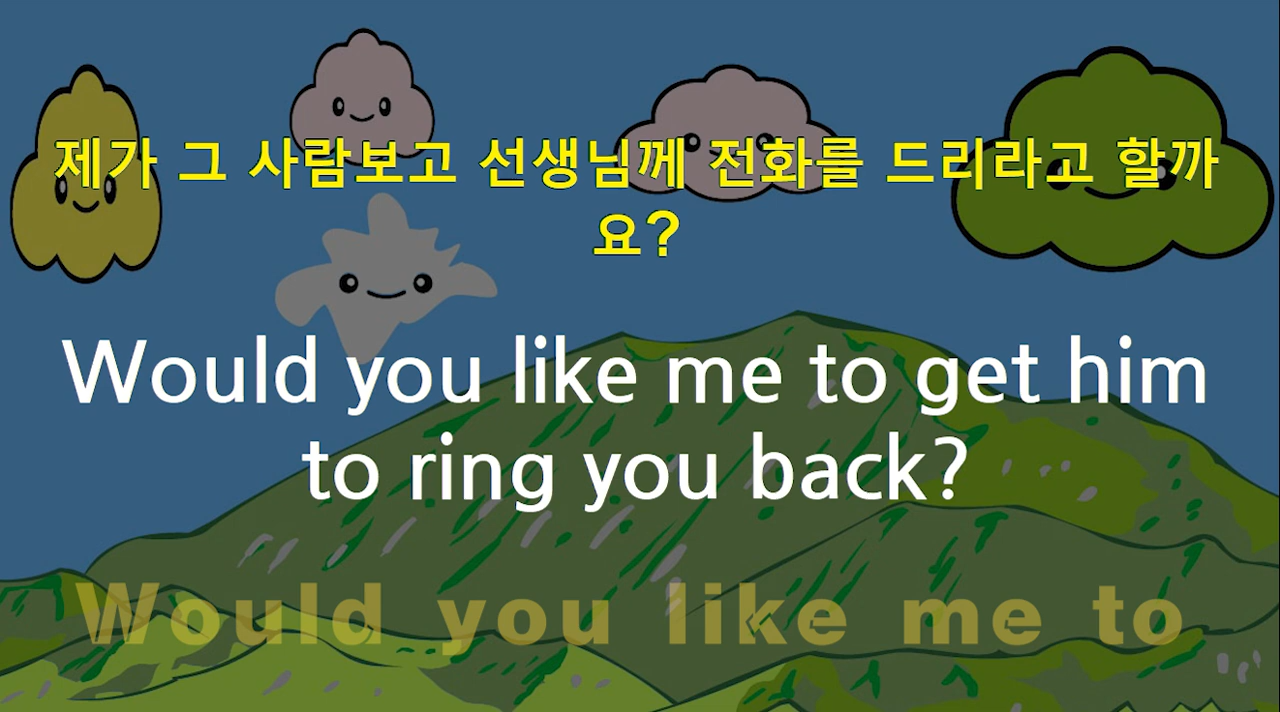 제가 그 사람보고 선생님께 전화를 드리라고 할까
요?
Would you like me to get him
to ring you back?
Would you like me to